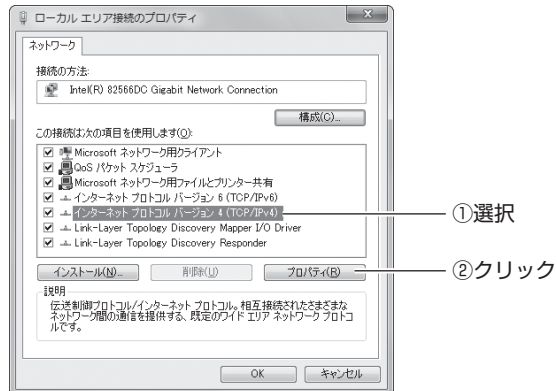 ローカル エリア接続のプロパティ
ネットワーク
接続の方法:
Intel(R) 82566DC Gigabit Network Connection
構成(C)...
この接続は次の項目を使用します(O):
Microsoft ネットワーク用クライアント
QoS パケット スケジューラ
Microsoft ネットワーク用ファイルとプリンター共有
インターネット プロトコル バージョン 6 (TCP/IPv6)
インターネット プロトコル バージョン 4 (TCP/IPv4)
①選択
Link-Layer Topology Discovery Mapper I/O Driver
Link-Layer Topology Discovery Responder
インストール(N)...
削除(U)
プロパティ(R)
②クリック
説明
伝送制御プロトコル/インターネット プロトコル。相互接続されたさまざまな
ネットワーク間の通信を提供する、既定のワイド エリア ネットワーク プロトコ
ルです。
OK
キャンセル